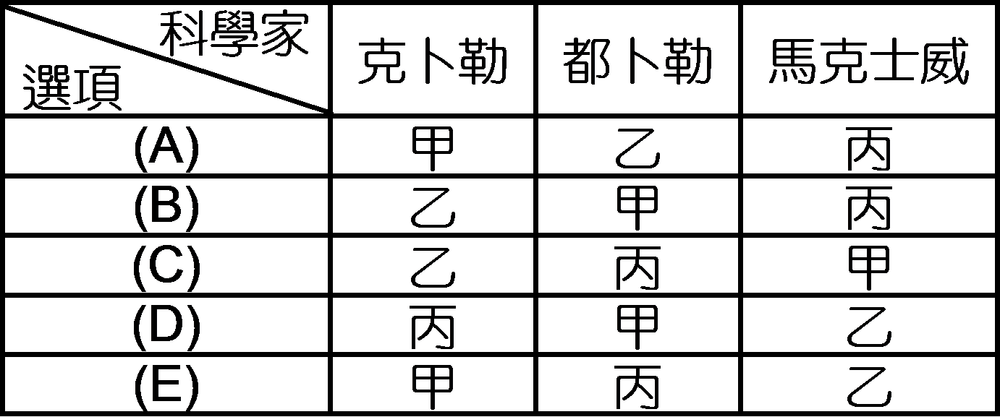 科學家
選項
克卜勒 都卜勒 馬克士威
(A) 甲 乙 丙
(B) 乙 甲 丙
(C) 乙 丙 甲
(D) 丙 甲 乙
(E) 甲 丙 乙